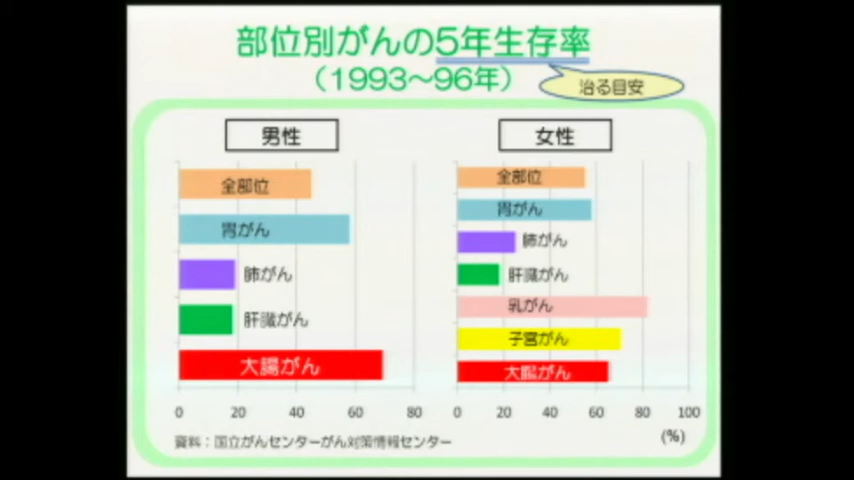 部位別がんの5年生存率
（1993〜96年）
治る目安
男性
全部位
胃がん
肺がん
肝臓がん
大腸がん
0 20 40 60 80
女性
全部位
胃がん
肺がん
肝臓がん
乳がん
子宮がん
大腸がん
0 20 40 60 80 100
(%)
資料：国立がんセンターがん対策情報センター